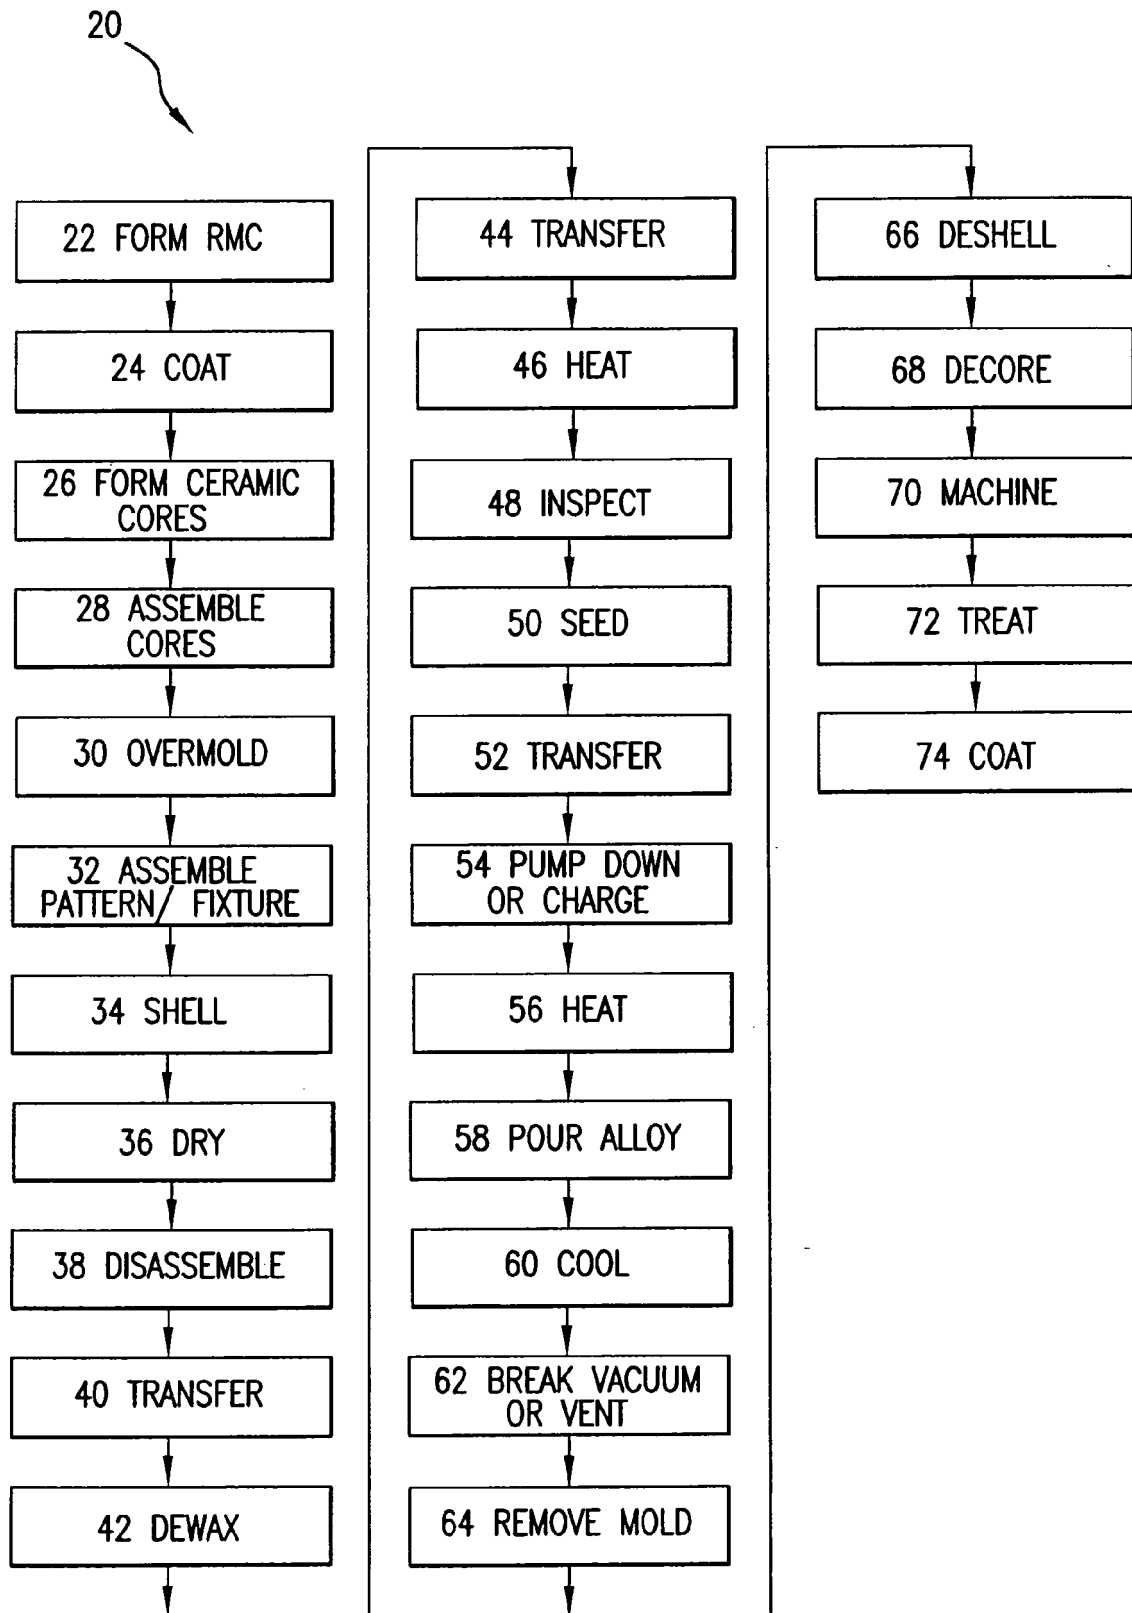 20
22 FORM RMC
24 COAT
26 FORM CERAMIC
CORES
28 ASSEMBLE
CORES
30 OVERMOLD
32 ASSEMBLE
PATTERN/ FIXTURE
34 SHELL
36 DRY
38 DISASSEMBLE
40 TRANSFER
42 DEWAX
44 TRANSFER
46 HEAT
48 INSPECT
50 SEED
52 TRANSFER
54 PUMP DOWN
OR CHARGE
56 HEAT
58 POUR ALLOY
60 COOL
62 BREAK VACUUM
OR VENT
64 REMOVE MOLD
66 DESHELL
68 DECORE
70 MACHINE
72 TREAT
74 COAT